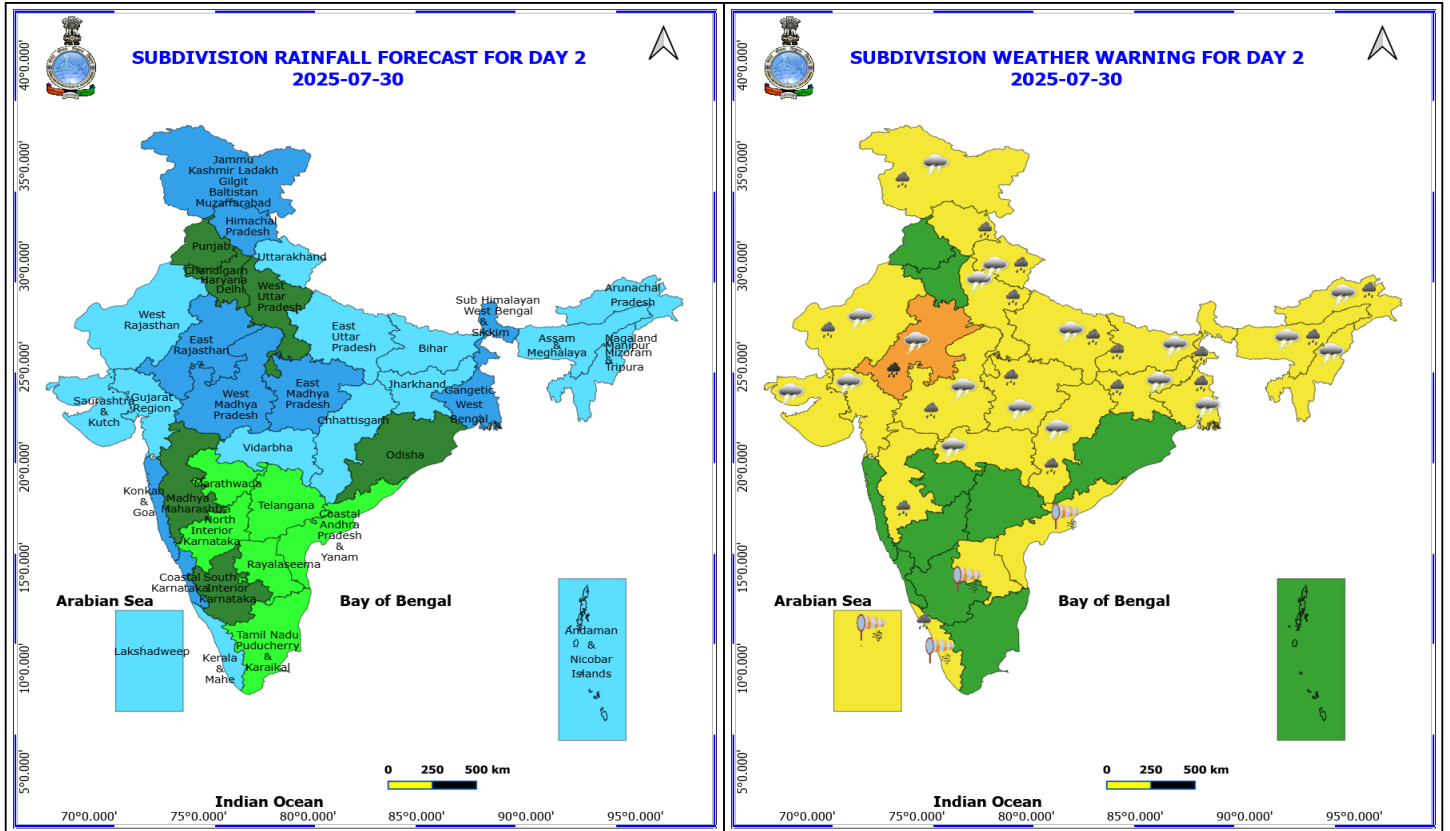 SUBDIVISION RAINFALL FORECAST FOR DAY 2
2025-07-30
40°0.000'
35°0.000'
30°0.000'
25°0.000'
20°0.000'
15°0.000'
10°0.000'
5°0.000'
Jammu
Kashmir Ladakh
Gilgit
Baltistan
Muzaffarabad
Himachal
Pradesh
Punjab
Uttarakhand
Chandigarh
Haryana
Delhi
West
Uttar
Pradesh
West
Rajasthan
East
Rajasthan
East
Uttar
Pradesh
Bihar
Sub Himalayan
West Bengal
&
Sikkim
Arunachal
Pradesh
Assam
&
Meghalaya
Nagaland
Manipur
Mizoram
&
Tripura
Saurashtra
&
Kutch
Gujarat
Region
West
Madhya
Pradesh
East
Madhya
Pradesh
Jharkhand
Gangetic
West
Bengal
Chhattisgarh
Vidarbha
Odisha
Konkan
&
Goa
Madhya
Maharashtra
Marathwada
Telangana
North
Interior
Karnataka
Coastal
Andhra
Pradesh
&
Yanam
Rayalaseema
Coastal
Karnataka
South
Interior
Karnataka
Arabian Sea
Bay of Bengal
Lakshadweep
Kerala
&
Mahe
Tamil Nadu
Puducherry
&
Karaikal
Andaman
&
Nicobar
Islands
0 250 500 km
Indian Ocean
70°0.000' 75°0.000' 80°0.000' 85°0.000' 90°0.000' 95°0.000'
SUBDIVISION WEATHER WARNING FOR DAY 2
2025-07-30
40°0.000'
35°0.000'
30°0.000'
25°0.000'
20°0.000'
15°0.000'
10°0.000'
5°0.000'
Arabian Sea
Bay of Bengal
0 250 500 km
Indian Ocean
70°0.000' 75°0.000' 80°0.000' 85°0.000' 90°0.000' 95°0.000'